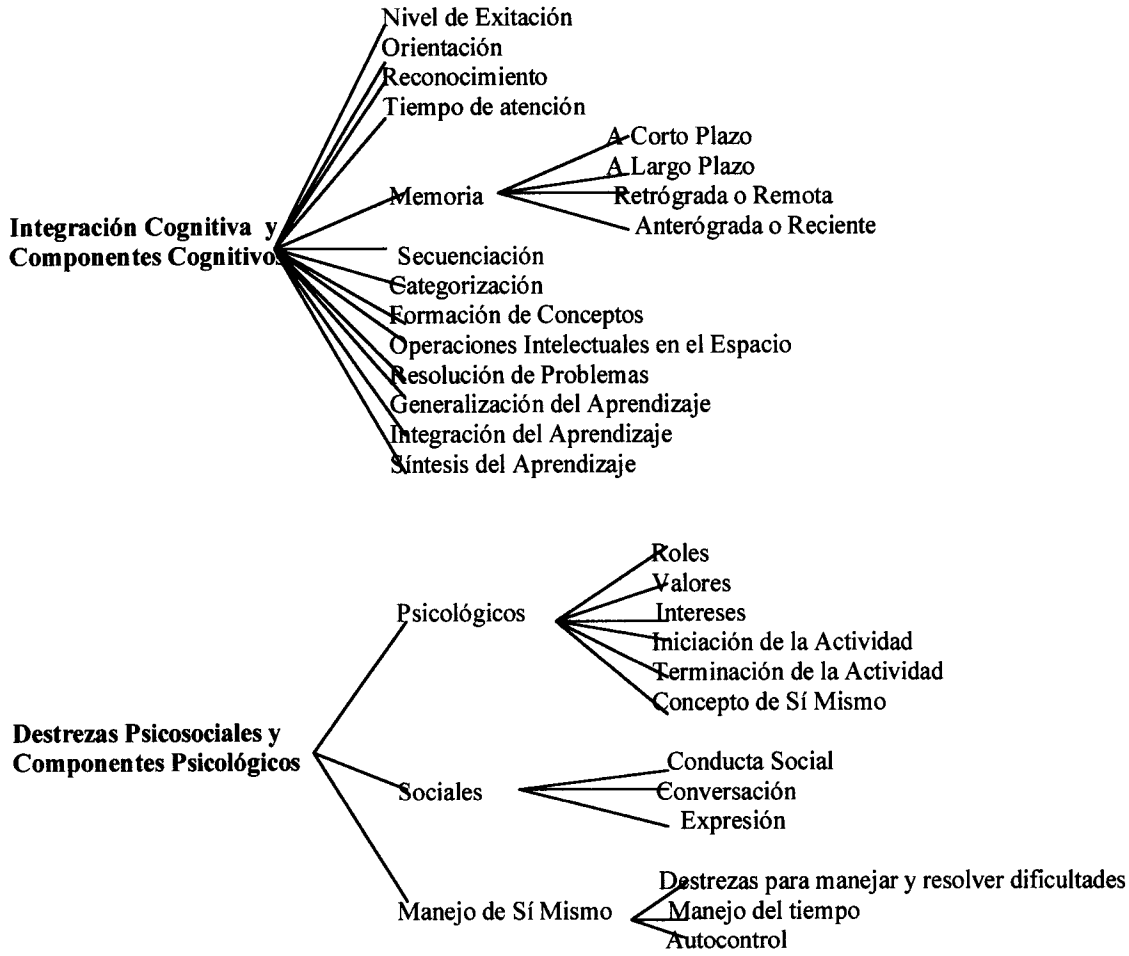 Nivel de Exitación
Orientación
Reconocimiento
Tiempo de atención
A Corto Plazo
A Largo Plazo
Memoria
Retrógrada o Remota
Anterógrada o Reciente
Integración Cognitiva y
Componentes Cognitivos
Secuenciación
Categorización
Formación de Conceptos
Operaciones Intelectuales en el Espacio
Resolución de Problemas
Generalización del Aprendizaje
Integración del Aprendizaje
Síntesis del Aprendizaje
Roles
Valores
Psicológicos
Intereses
Iniciación de la Actividad
Terminación de la Actividad
Concepto de Sí Mismo
Destrezas Psicosociales y
Componentes Psicológicos
Conducta Social
Sociales
Conversación
Expresión
Destrezas para manejar y resolver dificultades
Manejo de Sí Mismo
Manejo del tiempo
Autocontrol